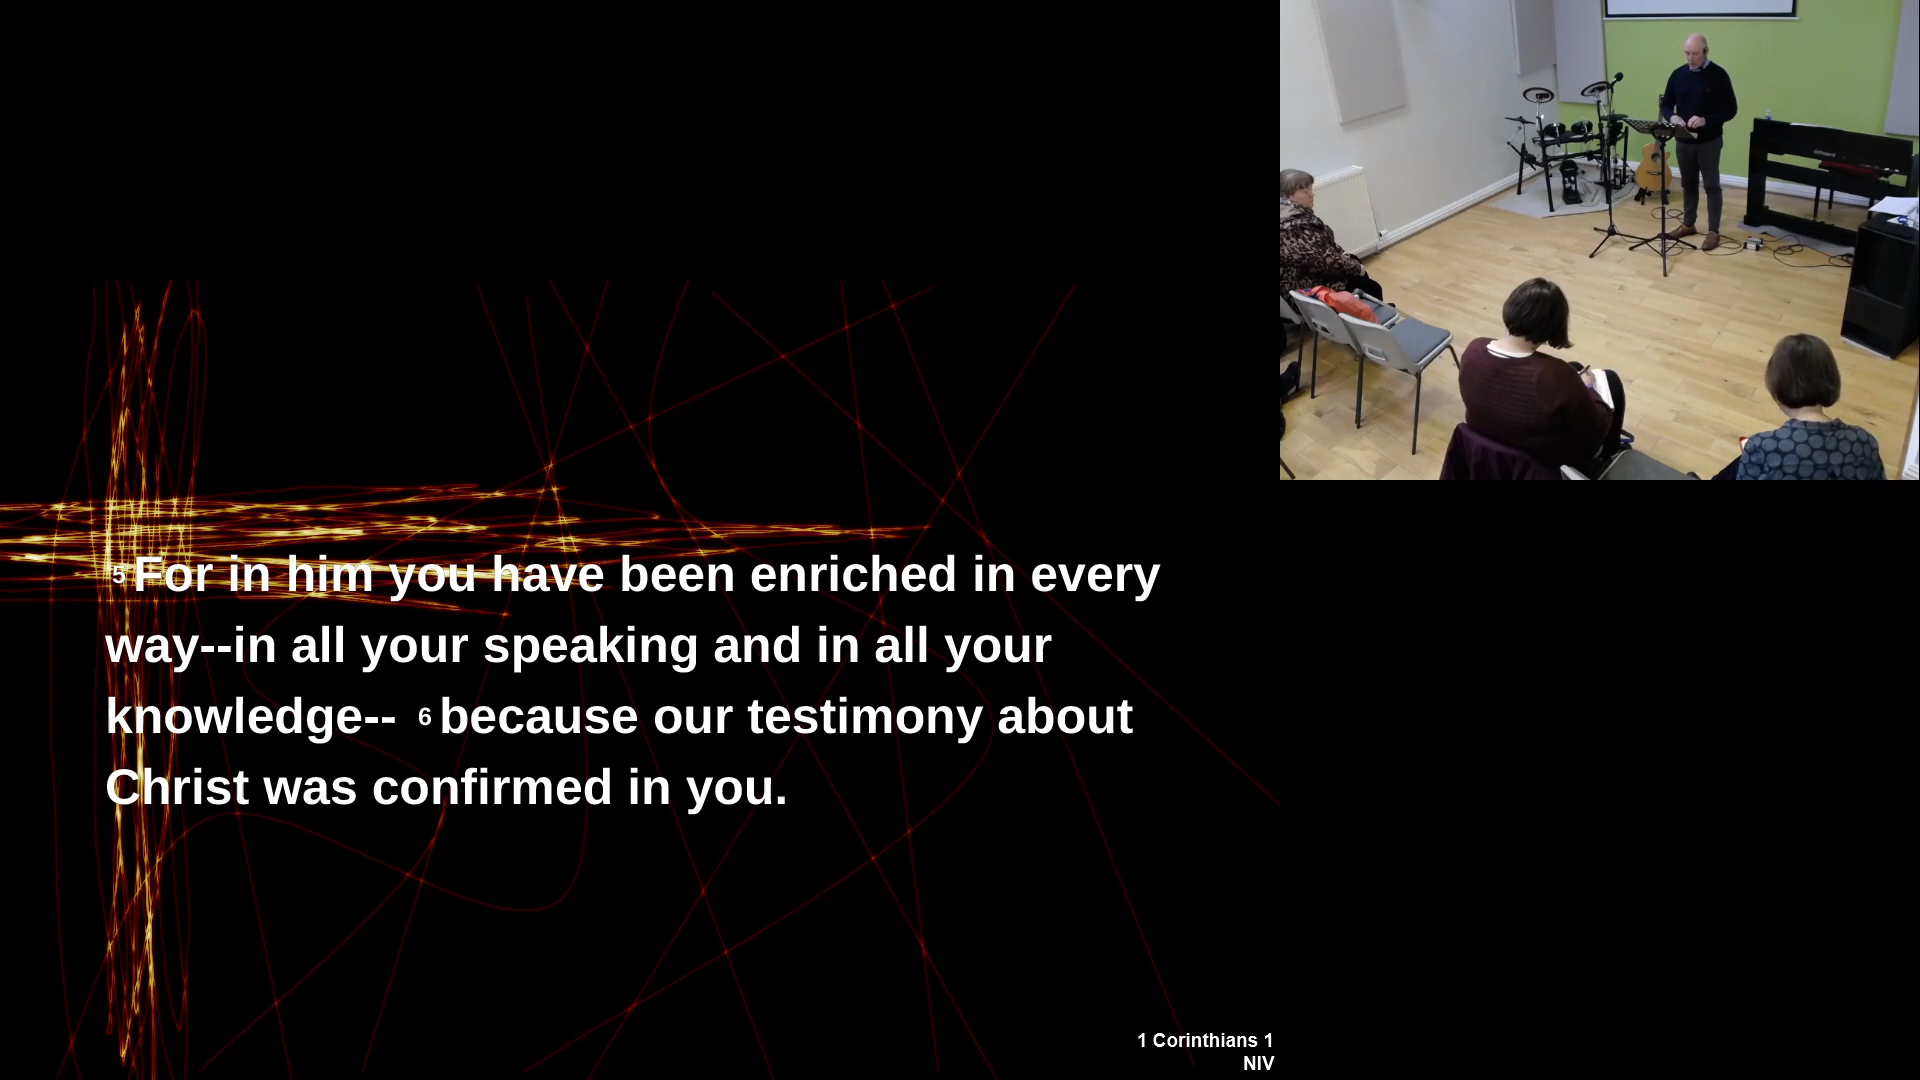 5 For in him you have been enriched in every
way--in all your speaking and in all your
knowledge-- 6 because our testimony about
Christ was confirmed in you.
1 Corinthians 1
NIV